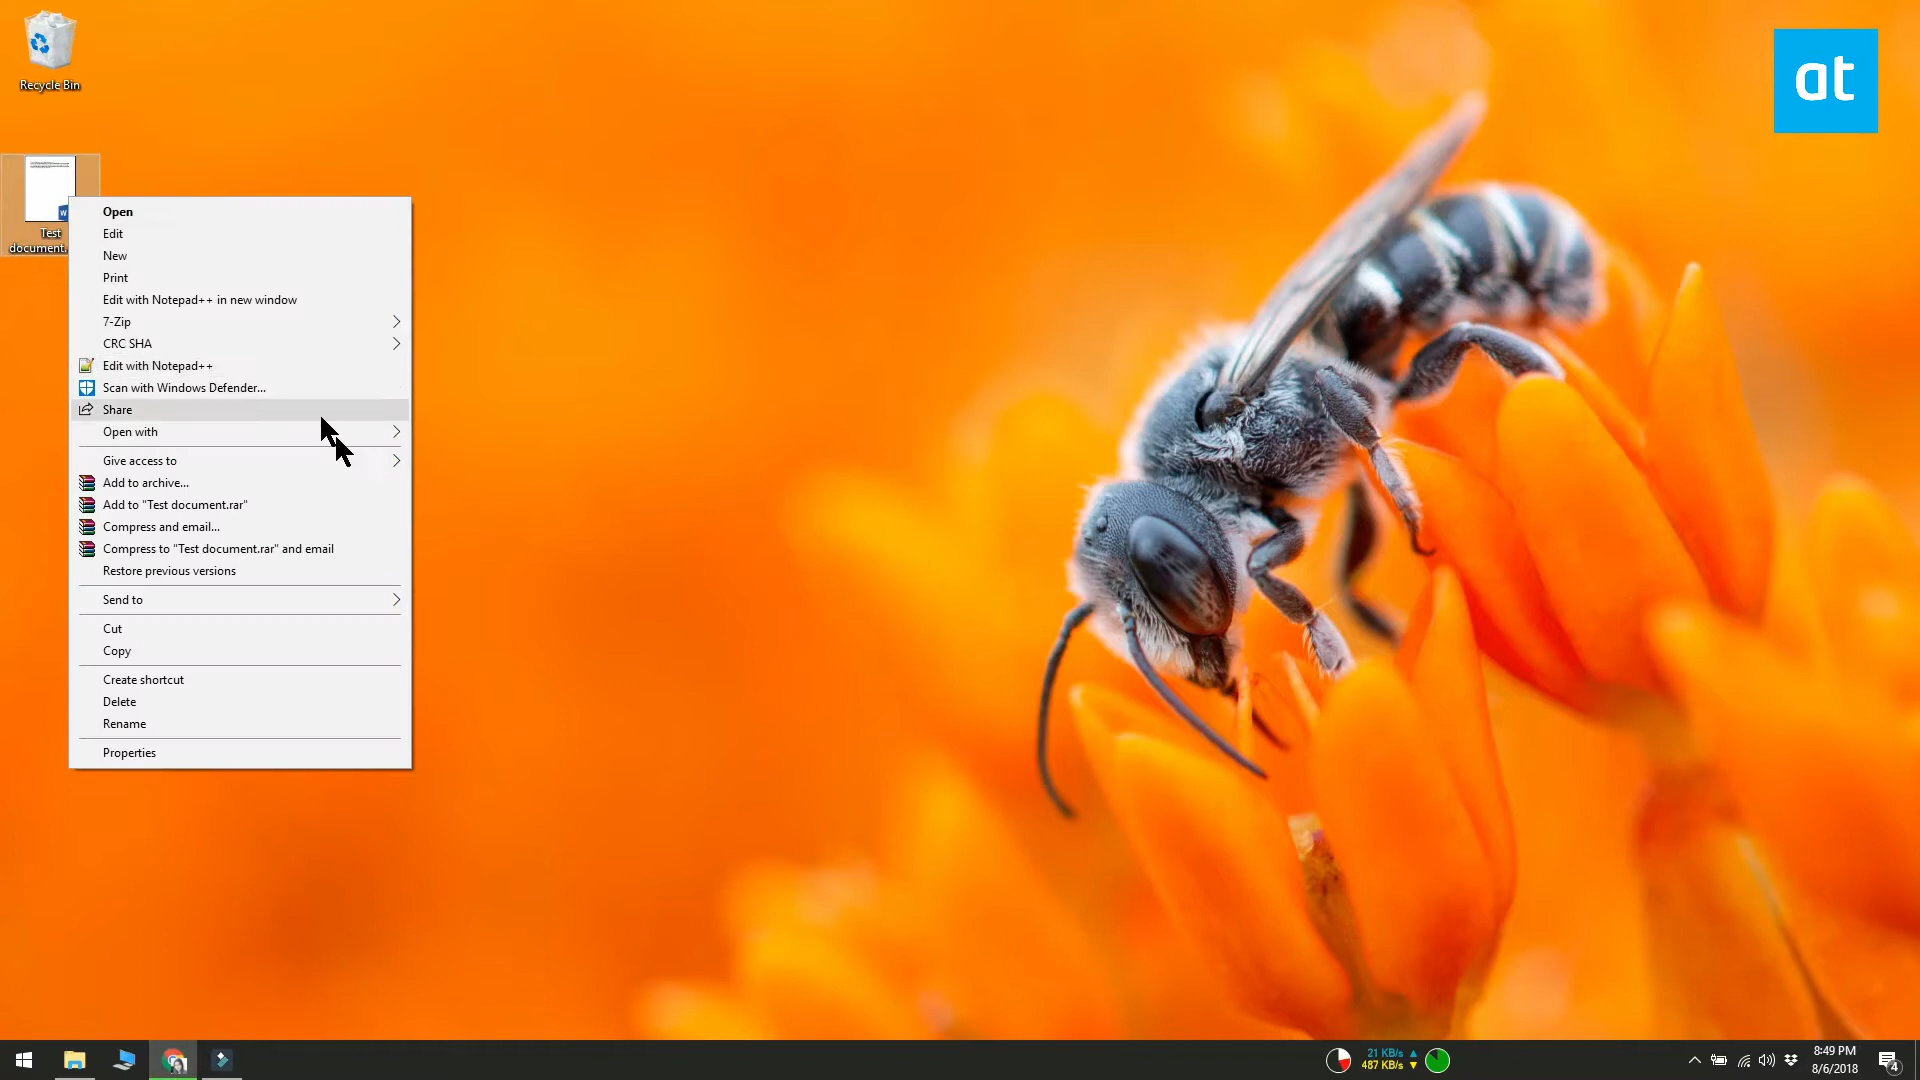 Recycle Bin
at
Test
document.
Open
Edit
New
Print
Edit with Notepad++ in new window
7-Zip
CRC SHA
Edit with Notepad++
Scan with Windows Defender...
Share
Open with
Give access to
Add to archive...
Add to "Test document.rar"
Compress and email...
Compress to "Test document.rar" and email
Restore previous versions
Send to
Cut
Copy
Create shortcut
Delete
Rename
Properties
21 KB/s
487 KB/s
8:49 PM
8/6/2018
4